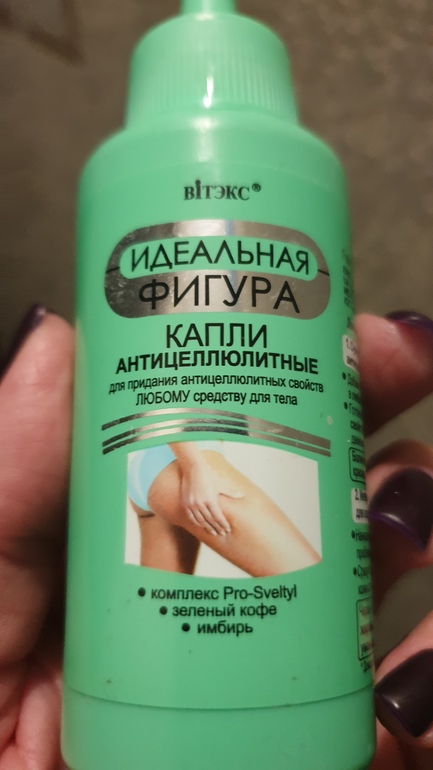 вiтэкс®
ИДЕАЛЬНАЯ
ФИГУРА
КАПЛИ
АНТИЦЕЛЛЮЛИТНЫЕ
для придания антицеллюлитных свойств
ЛЮБОМУ средству для тела
• комплекс Pro-Sveltyl
• зеленый кофе
• имбирь